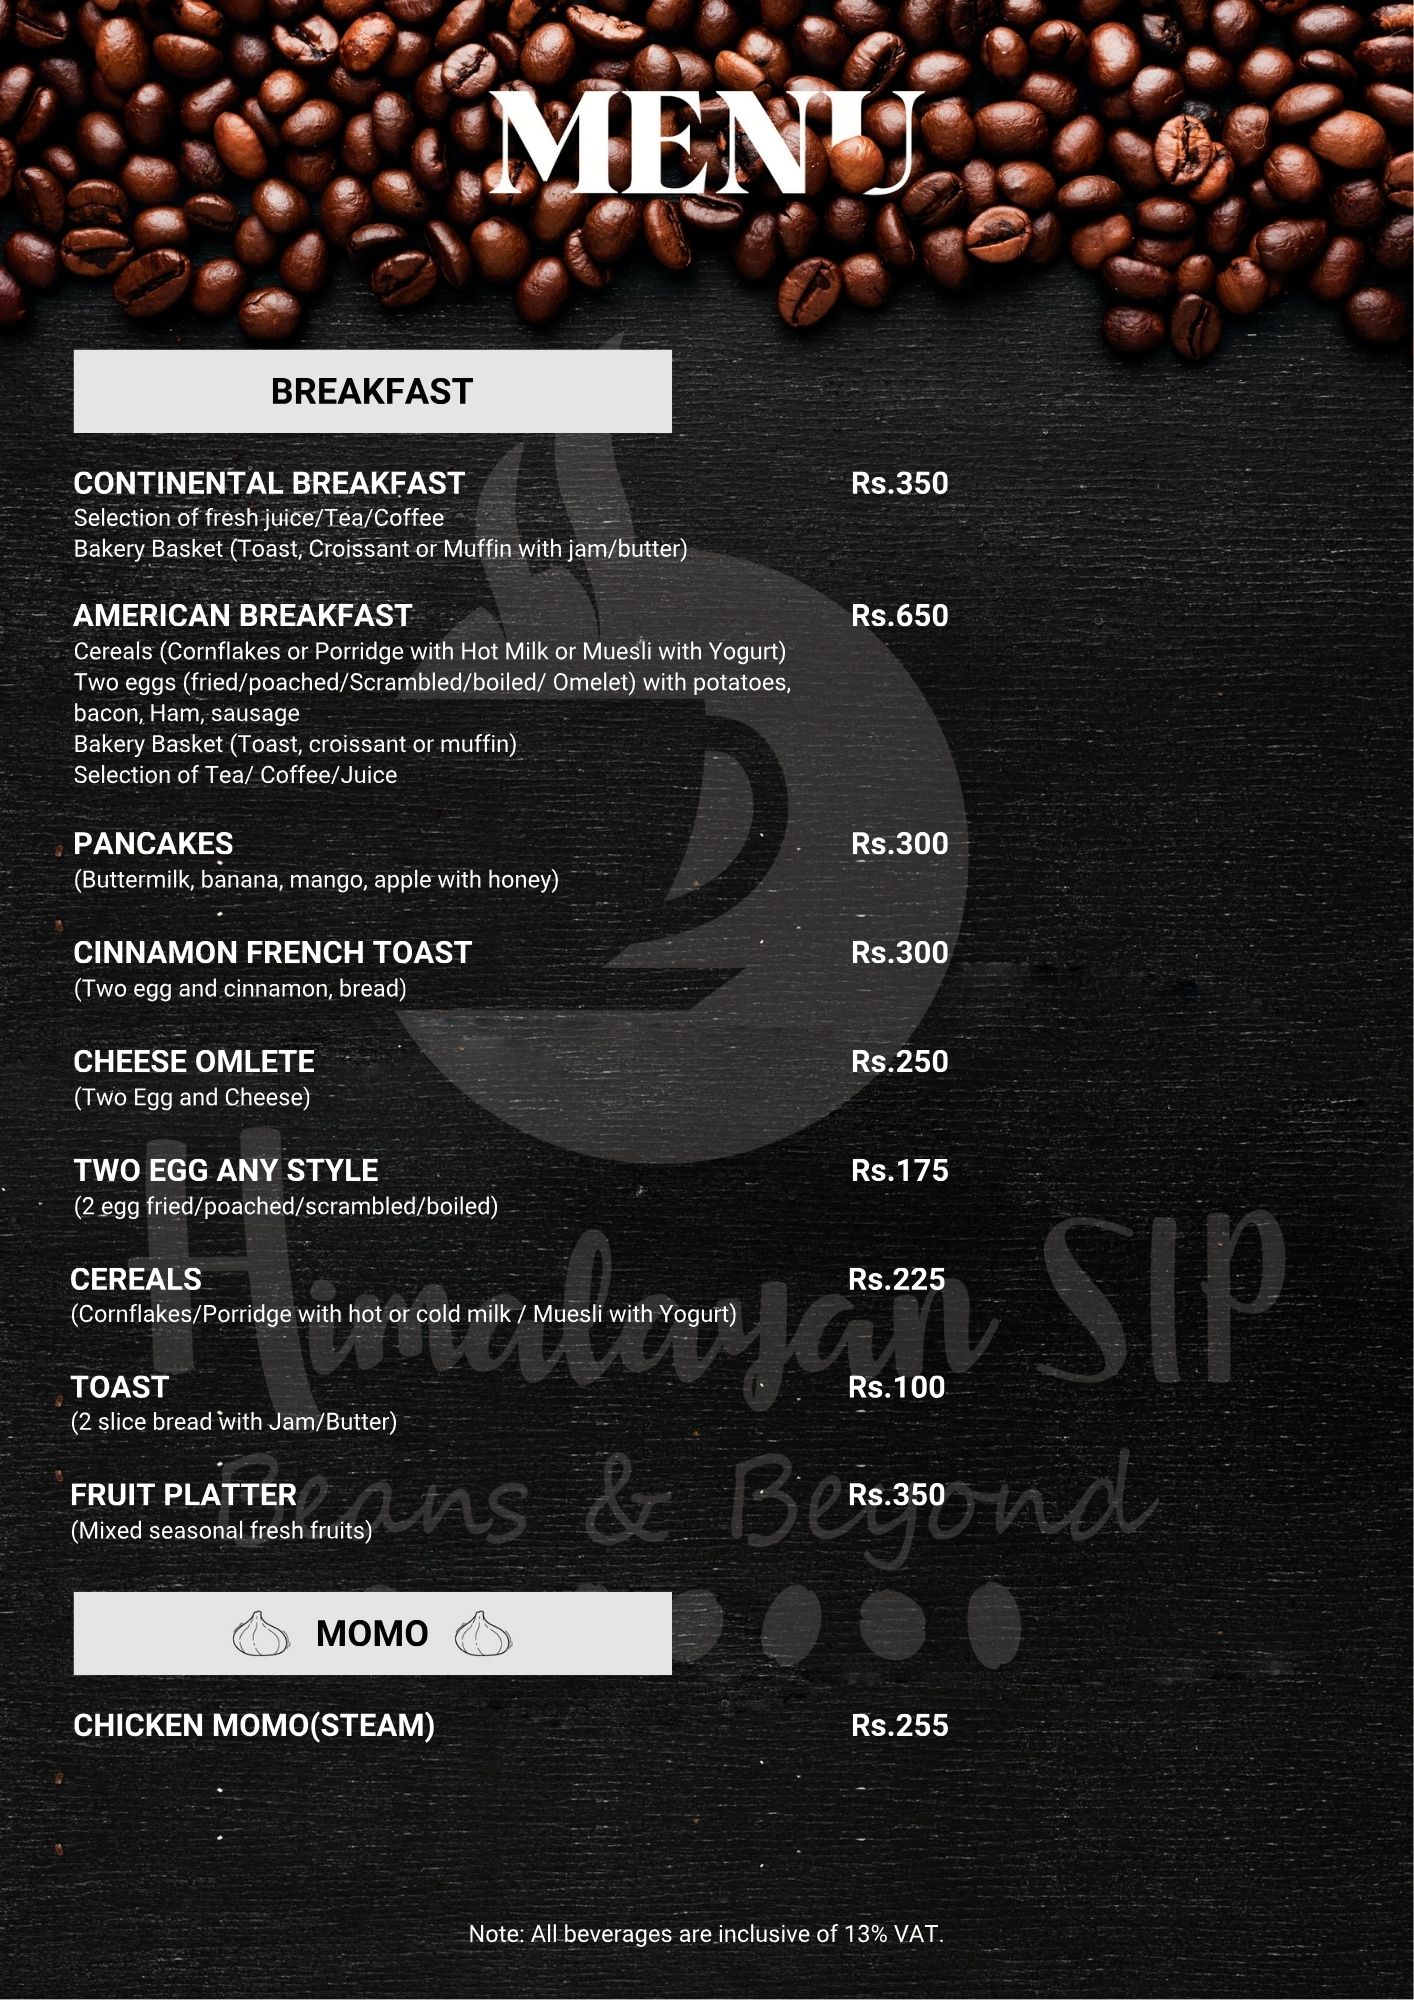 MENU
BREAKFAST
CONTINENTAL BREAKFAST Rs.350
Selection of fresh juice/Tea/Coffee
Bakery Basket (Toast, Croissant or Muffin with jam/butter)
AMERICAN BREAKFAST Rs.650
Cereals (Cornflakes or Porridge with Hot Milk or Muesli with Yogurt)
Two eggs (fried/poached/Scrambled/boiled/ Omelet) with potatoes,
bacon, Ham, sausage
Bakery Basket (Toast, croissant or muffin)
Selection of Tea/ Coffee/Juice
PANCAKES Rs.300
(Buttermilk, banana, mango, apple with honey)
CINNAMON FRENCH TOAST Rs.300
(Two egg and cinnamon, bread)
CHEESE OMLETE Rs.250
(Two Egg and Cheese)
TWO EGG ANY STYLE Rs.175
(2 egg fried/poached/scrambled/boiled)
Himalayan SIP
CEREALS Rs.225
(Cornflakes/Porridge with hot or cold milk / Muesli with Yogurt)
TOAST Rs.100
(2 slice bread with Jam/Butter)
Beans & Beyond
FRUIT PLATTER Rs.350
(Mixed seasonal fresh fruits)
MOMO
CHICKEN MOMO(STEAM) Rs.255
Note: All beverages are inclusive of 13% VAT.